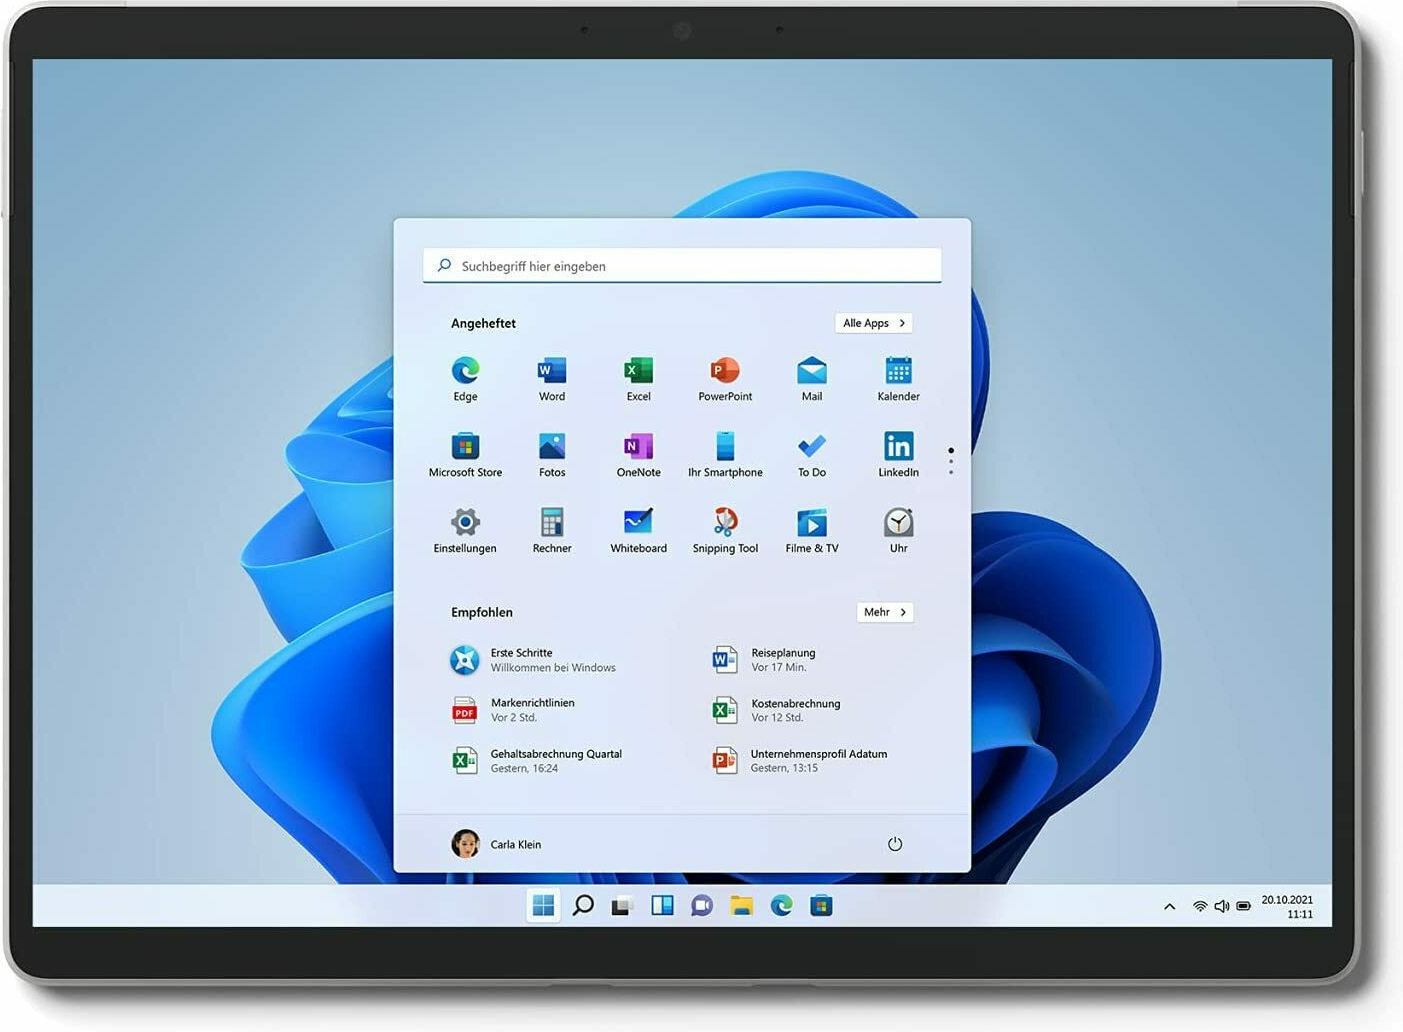 Suchbegriff hier eingeben
Angeheftet
Alle Apps
Edge
Word
Excel
PowerPoint
Mail
Kalender
Microsoft Store
Fotos
OneNote
Ihr Smartphone
To Do
LinkedIn
Einstellungen
Rechner
Whiteboard
Snipping Tool
Filme & TV
Uhr
Empfohlen
Mehr
Erste Schritte
Willkommen bei Windows
Reiseplanung
Vor 17 Min.
PDF
Markenrichtlinien
Vor 2 Std.
Kostenabrechnung
Vor 12 Std.
Gehaltsabrechnung Quartal
Gestern, 16:24
Unternehmensprofil Adatum
Gestern, 13:15
Carla Klein
20.10.2021
11:11